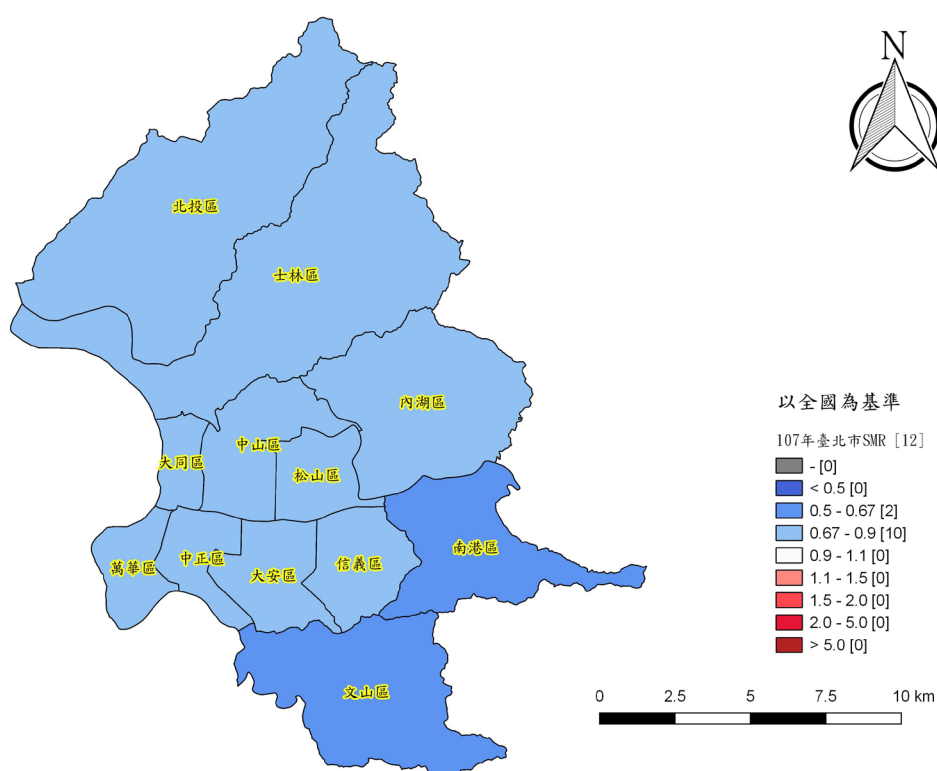 N
北投區
士林區
內湖區
中山區
大同區
松山區
南港區
萬華區
中正區
大安區
信義區
文山區
以全國為基準
107年臺北市SMR [12]
- [0]
< 0.5 [0]
0.5 - 0.67 [2]
0.67 - 0.9 [10]
0.9 - 1.1 [0]
1.1 - 1.5 [0]
1.5 - 2.0 [0]
2.0 - 5.0 [0]
> 5.0 [0]
0 2.5 5 7.5 10 km